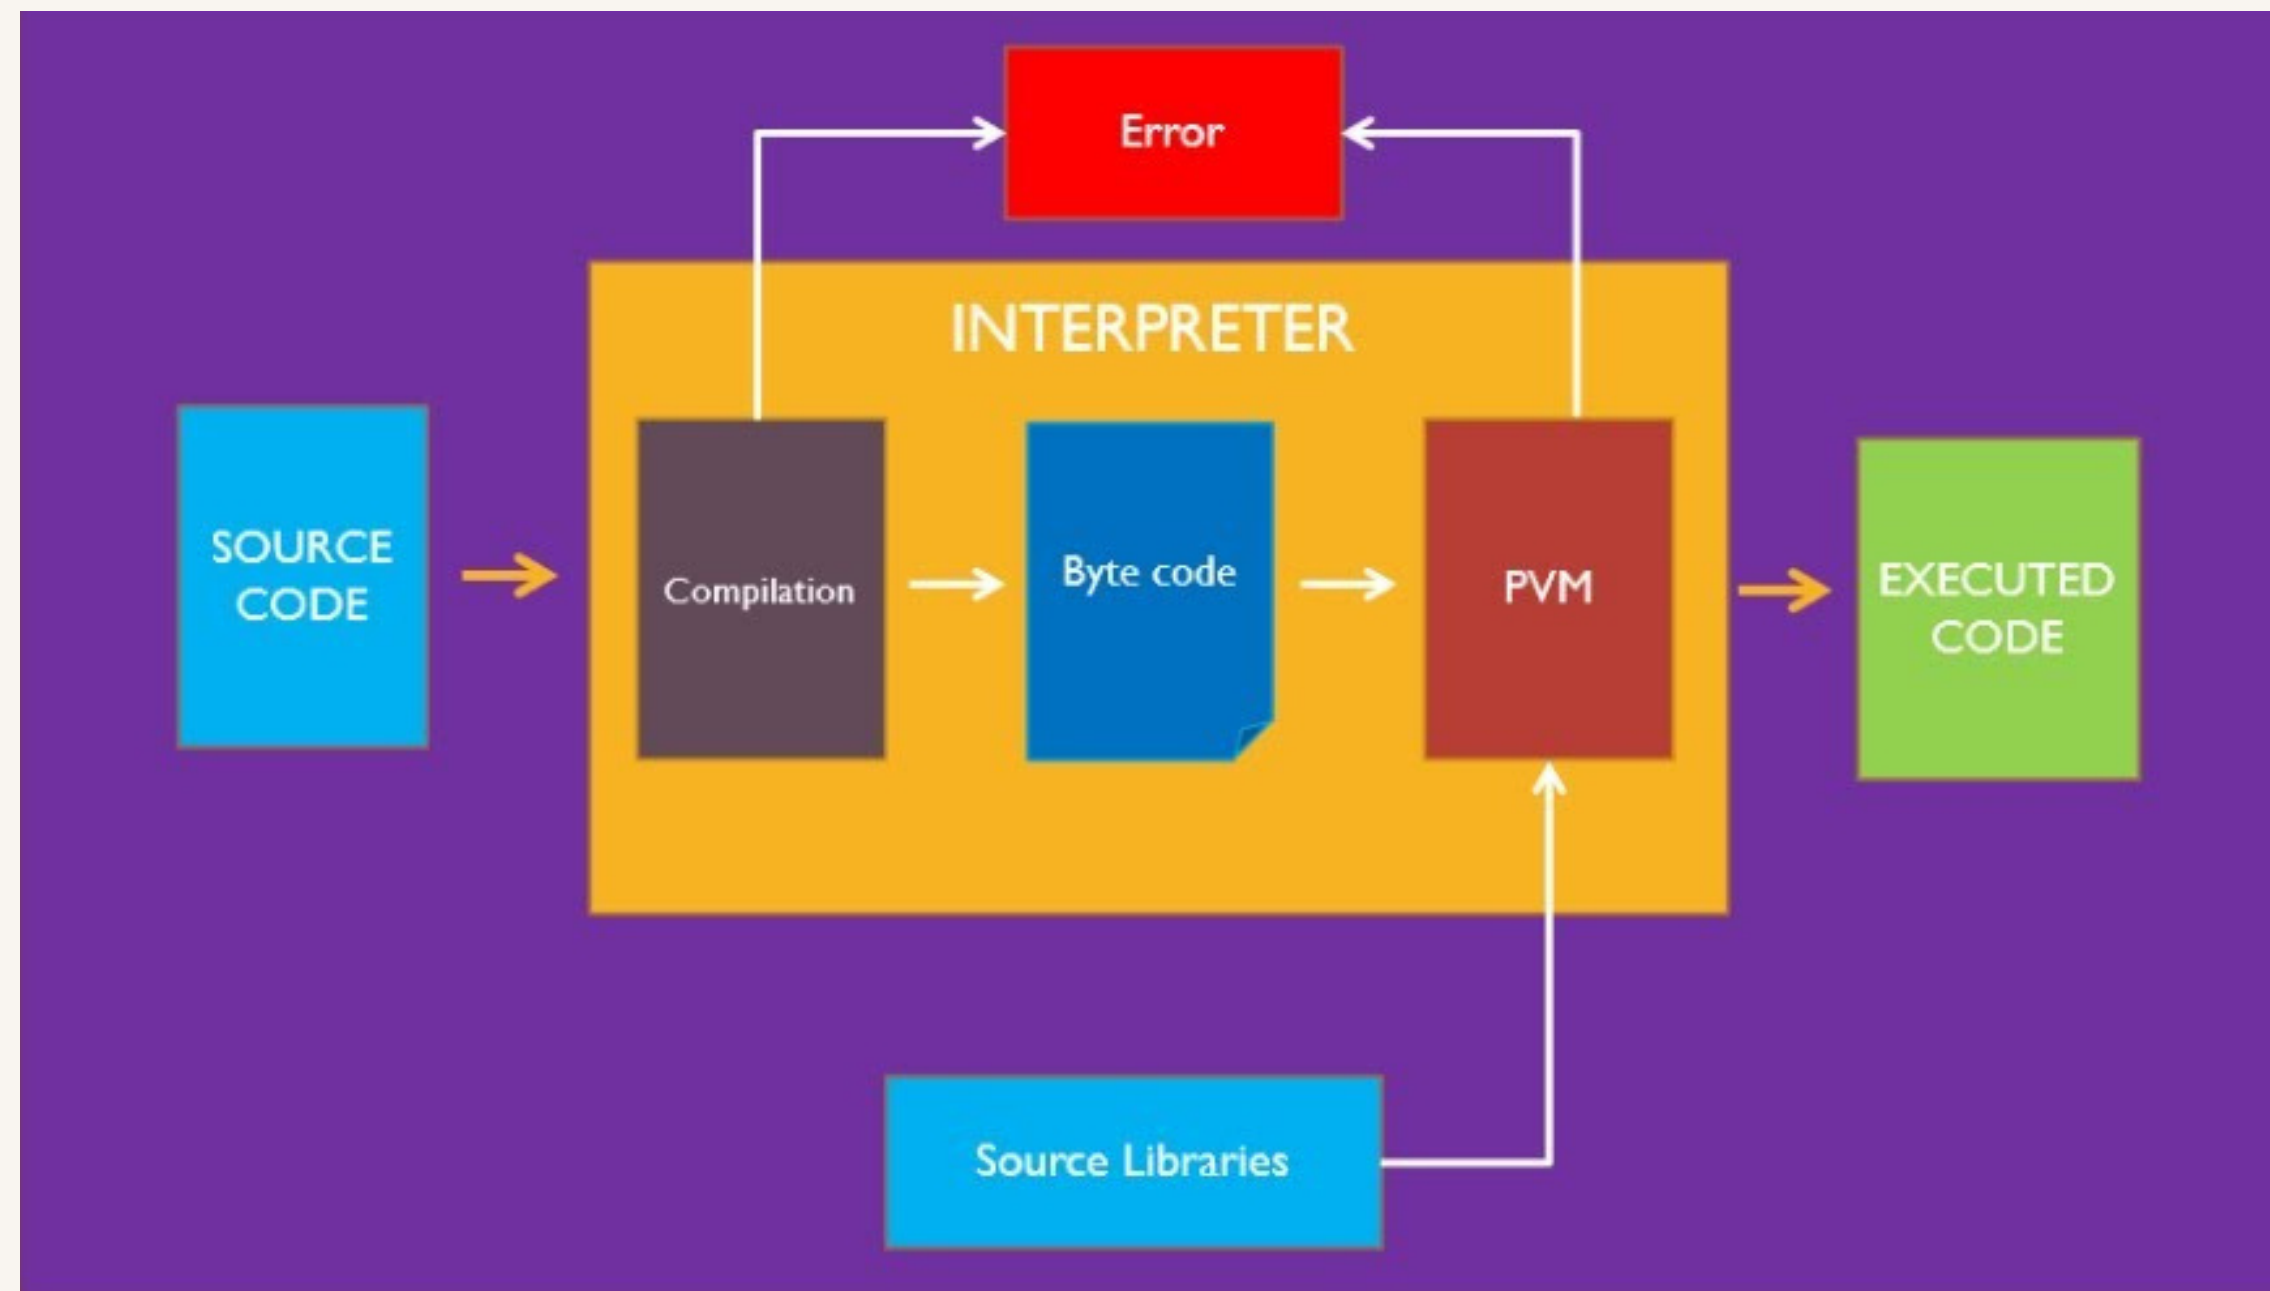 Error
INTERPRETER
SOURCE
CODE
Compilation
Byte code
PVM
EXECUTED
CODE
Source Libraries